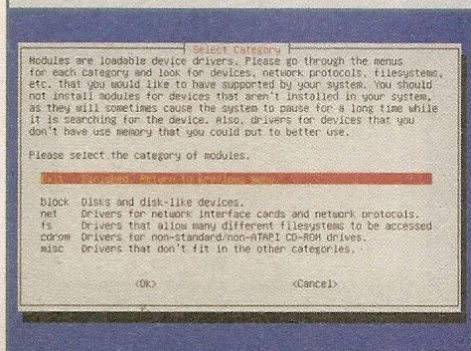 Select Category
Modules are loadable device drivers. Please go through the menus
for each category and look for devices, network protocols, filesystems,
etc. that you would like to have supported by your system. You should
not install modules for devices that aren't installed in your system,
as they will sometimes cause the system to pause for a long time while
it is searching for the device. Also, drivers for devices that you
don't have use memory that you could put to better use.
Please select the category of modules.
Exit Finished. Return to previous menu.
block Disks and disk-like devices.
net Drivers for network interface cards and network protocols.
fs Drivers that allow many different filesystems to be accessed
cdrom Drivers for non-standard/non-ATAPI CD-ROM drives.
misc Drivers that don't fit in the other categories.
<Ok> <Cancel>